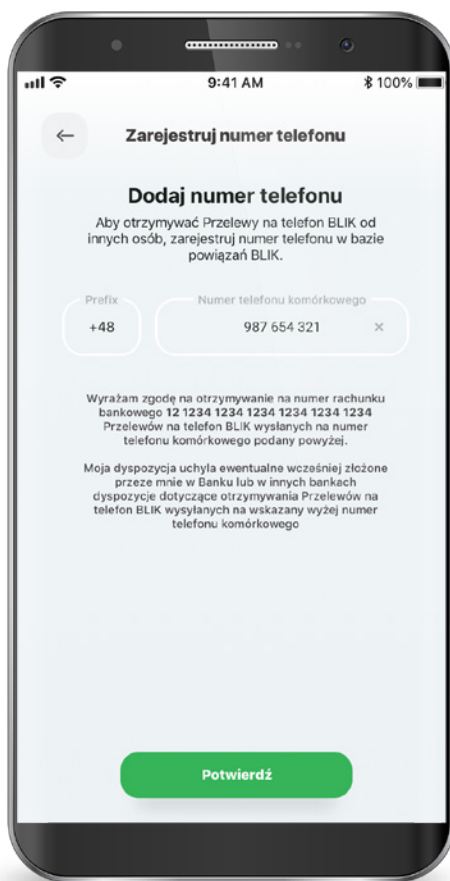 9:41 AM
100%
Zarejestruj numer telefonu
Dodaj numer telefonu
Aby otrzymywać Przelewy na telefon BLIK od
innych osób, zarejestruj numer telefonu w bazie
powiązań BLIK.
Prefix
Numer telefonu komórkowego
+48
987 654 321
Wyrażam zgodę na otrzymywanie na numer rachunku
bankowego 12 1234 1234 1234 1234 1234 1234
Przelewów na telefon BLIK wysłanych na numer
telefonu komórkowego podany powyżej.
Moja dyspozycja uchyla ewentualne wcześniej złożone
przeze mnie w Banku lub w innych bankach
dyspozycje dotyczące otrzymywania Przelewów na
telefon BLIK wysyłanych na wskazany wyżej numer
telefonu komórkowego
Potwierdź